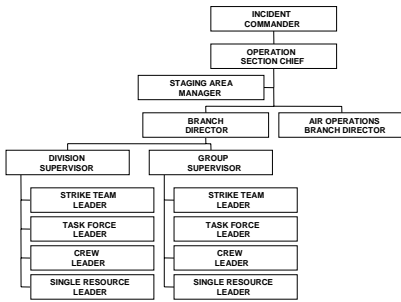 INCIDENT
COMMANDER
OPERATION
SECTION CHIEF
STAGING AREA
MANAGER
BRANCH
DIRECTOR
AIR OPERATIONS
BRANCH DIRECTOR
DIVISION
SUPERVISOR
GROUP
SUPERVISOR
STRIKE TEAM
LEADER
STRIKE TEAM
LEADER
TASK FORCE
LEADER
TASK FORCE
LEADER
CREW
LEADER
CREW
LEADER
SINGLE RESOURCE
LEADER
SINGLE RESOURCE
LEADER